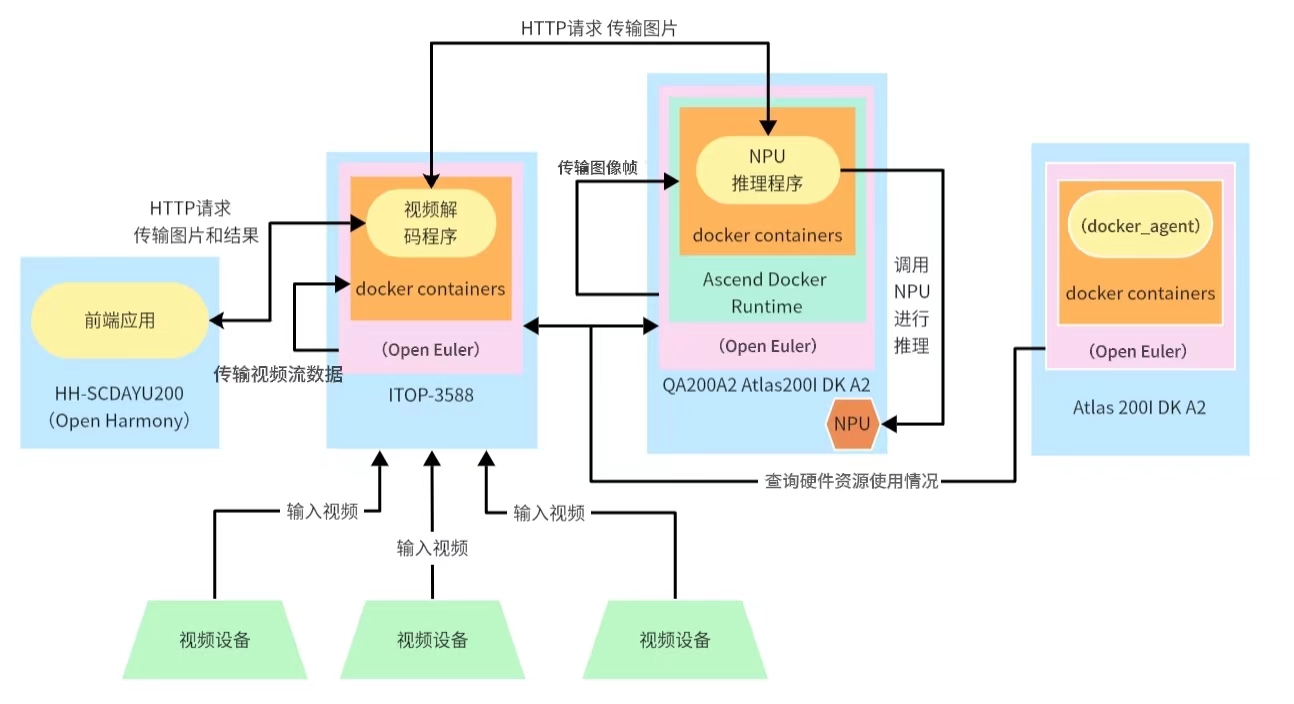 HTTP请求 传输图片
传输图像帧
NPU
推理程序
docker containers
Ascend Docker
Runtime
（Open Euler）
QA200A2 Atlas200I DK A2
NPU
调用
NPU
进行
推理
HTTP请求
传输图片和结果
视频解
码程序
docker containers
（Open Euler）
ITOP-3588
传输视频流数据
前端应用
HH-SCDAYU200
（Open Harmony）
（docker_agent）
docker containers
（Open Euler）
Atlas 200I DK A2
查询硬件资源使用情况
输入视频
输入视频
输入视频
视频设备
视频设备
视频设备